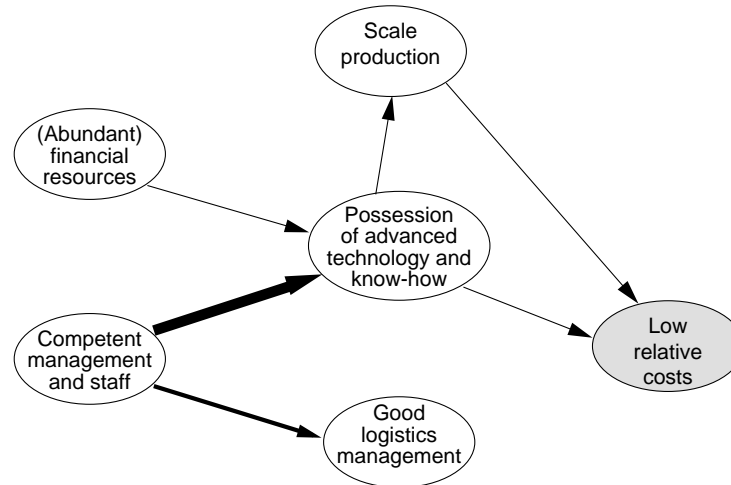 Scale
production
(Abundant)
financial
resources
Possession
of advanced
technology and
know-how
Competent
management
and staff
Low
relative
costs
Good
logistics
management